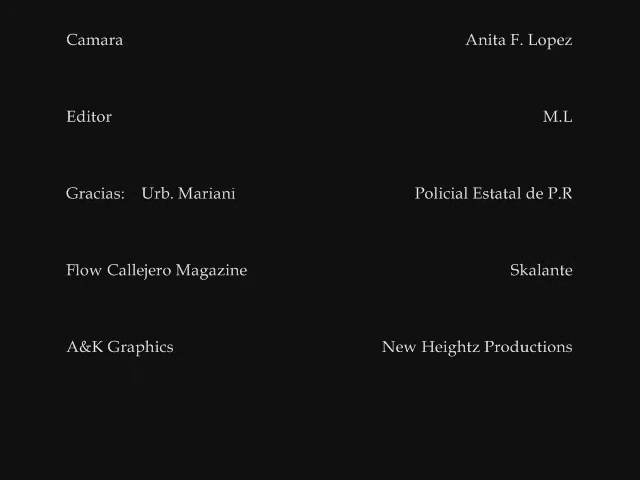 Camara Anita F. Lopez
Editor M.L
Gracias: Urb. Mariani Policial Estatal de P.R
Flow Callejero Magazine Skalante
A&K Graphics New Heightz Productions